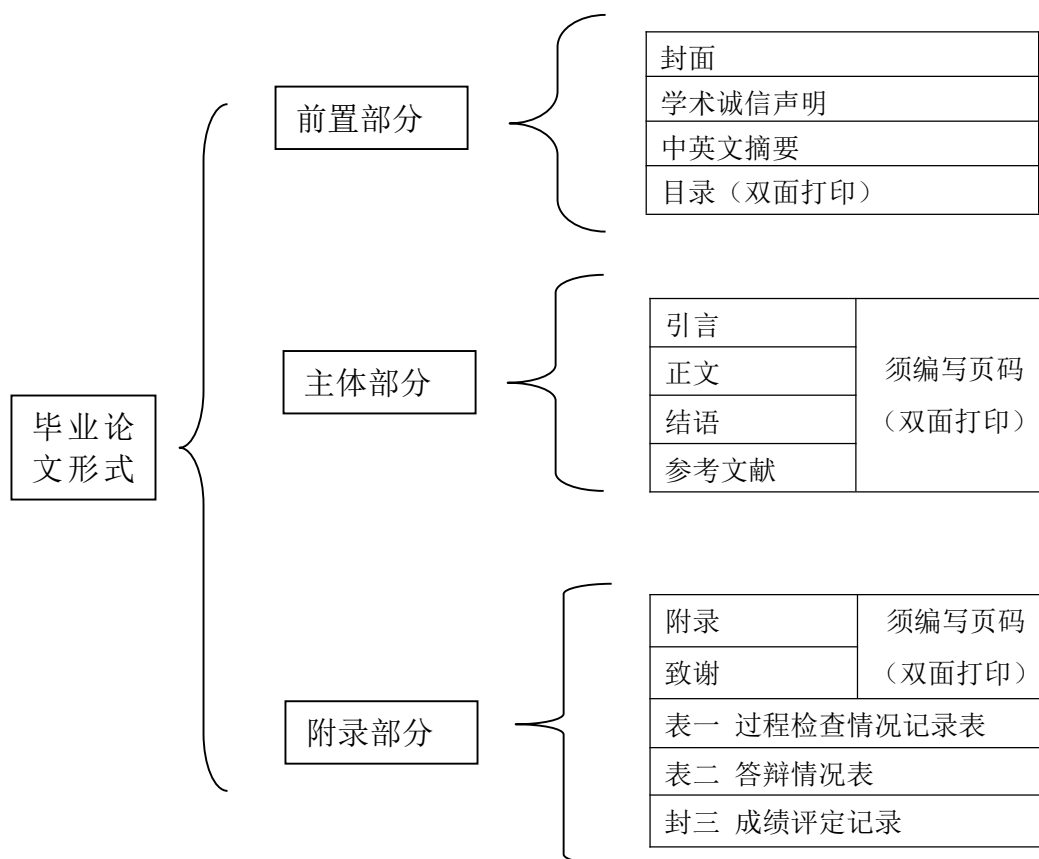 毕业论
文形式
前置部分
封面
学术诚信声明
中英文摘要
目录（双面打印）
主体部分
引言
正文
结语
参考文献
须编写页码
（双面打印）
附录部分
附录
致谢
须编写页码
（双面打印）
表一 过程检查情况记录表
表二 答辩情况表
封三 成绩评定记录